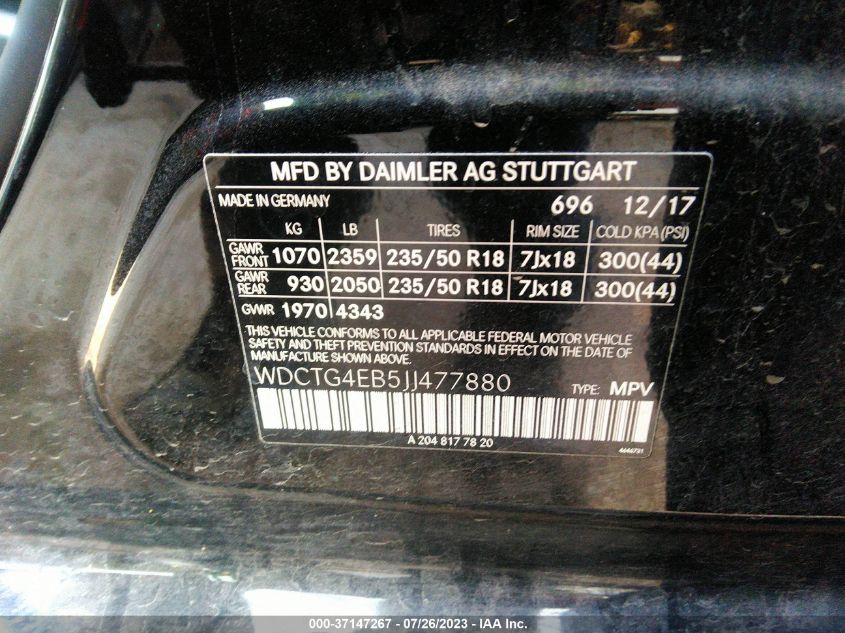 MFD BY DAIMLER AG STUTTGART
MADE IN GERMANY 696 12/17
KG LB TIRES RIM SIZE COLD KPA (PSI)
GAWR FRONT 1070 2359 235/50 R18 7Jx18 300(44)
GAWR REAR 930 2050 235/50 R18 7Jx18 300(44)
GVWR 1970 4343
THIS VEHICLE CONFORMS TO ALL APPLICABLE FEDERAL MOTOR VEHICLE
SAFETY AND THEFT PREVENTION STANDARDS IN EFFECT ON THE DATE OF
MANUFACTURE SHOWN.
WDCTG4EB5JJ477880 TYPE: MPV
A 204 817 78 20
4646731
000-37147267 - 07/26/2023 - IAA Inc.